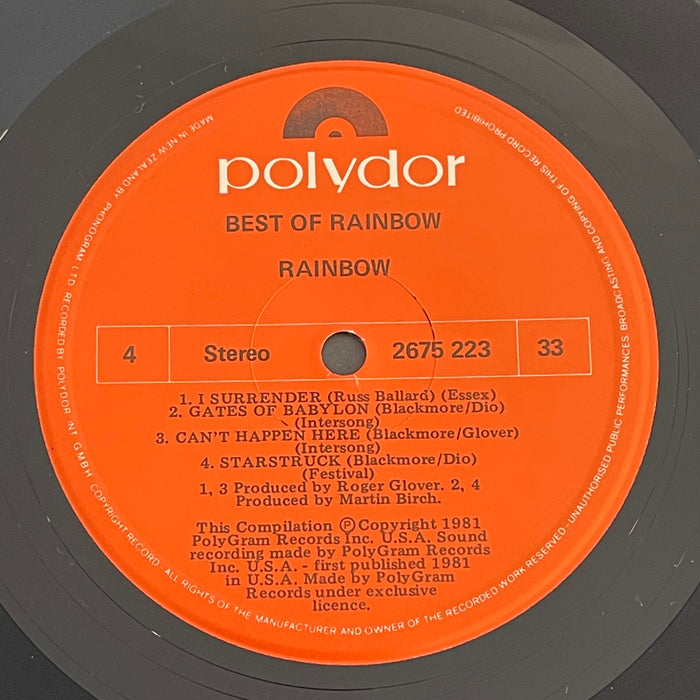 polydor
BEST OF RAINBOW
RAINBOW
4 Stereo 2675 223 33
1. I SURRENDER (Russ Ballard) (Essex)
2. GATES OF BABYLON (Blackmore/Dio)
(Intersong)
3. CAN'T HAPPEN HERE (Blackmore/Glover)
(Intersong)
4. STARSTRUCK (Blackmore/Dio)
(Festival)
1, 3 Produced by Roger Glover. 2, 4
Produced by Martin Birch.
This Compilation ℗ Copyright 1981
PolyGram Records Inc. U.S.A. Sound
recording made by PolyGram Records
Inc. U.S.A. - first published 1981
in U.S.A. Made by PolyGram
Records under exclusive
licence.
MADE IN NEW ZEALAND BY PHONOGRAM LTD. RECORDED BY POLYDOR INT. GMBH. COPYRIGHT RECORD - ALL RIGHTS OF THE MANUFACTURER AND OWNER OF THE RECORDED WORK RESERVED - UNAUTHORISED PUBLIC PERFORMANCES BROADCASTING AND COPYING OF THIS RECORD PROHIBITED